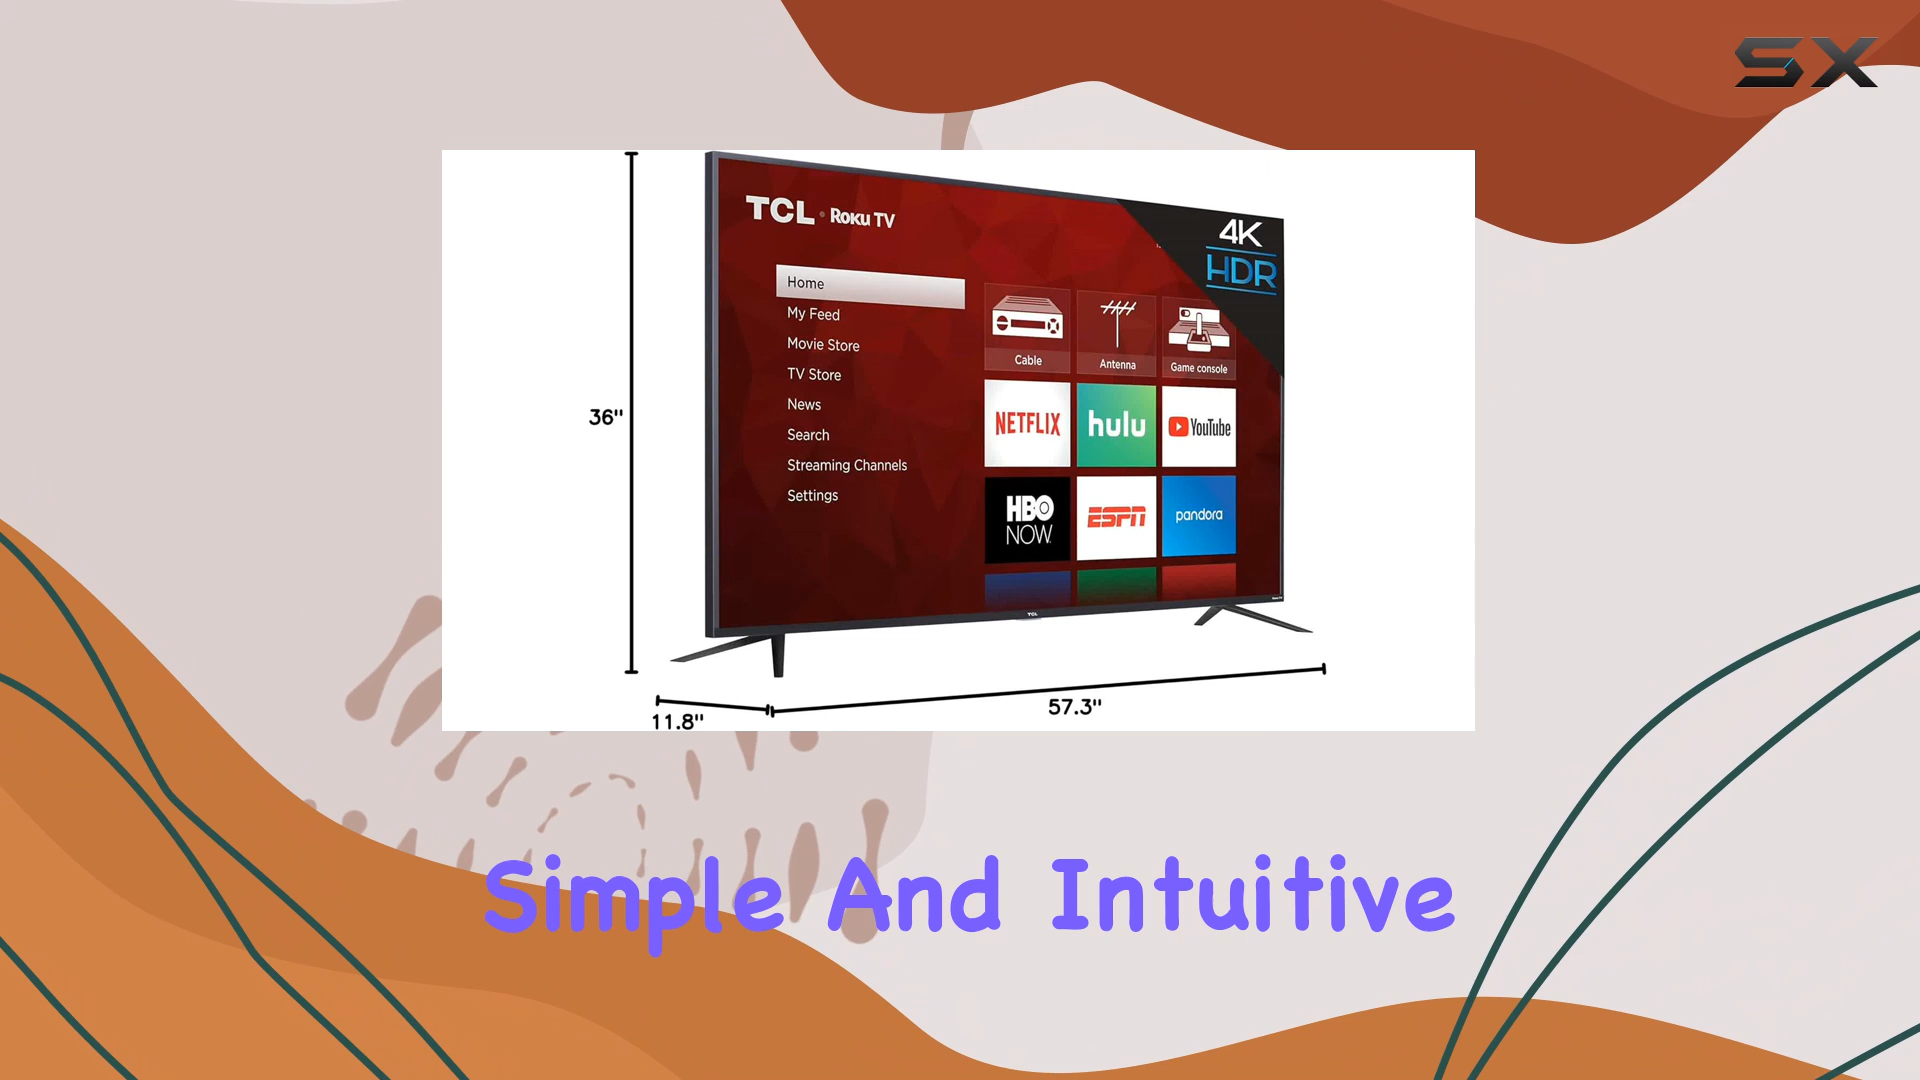 SX
TCL Roku TV
4K
HDR
Home
My Feed
Movie Store
TV Store
News
Search
Streaming Channels
Settings
Cable
Antenna
Game console
NETFLIX
hulu
YouTube
HBO
NOW
ESPN
pandora
TCL
36"
11.8"
57.3"
Simple And Intuitive